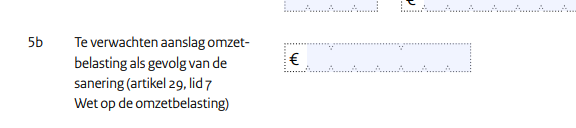 €
5b Te verwachten aanslag omzet-
belasting als gevolg van de
sanering (artikel 29, lid 7
Wet op de omzetbelasting)
€